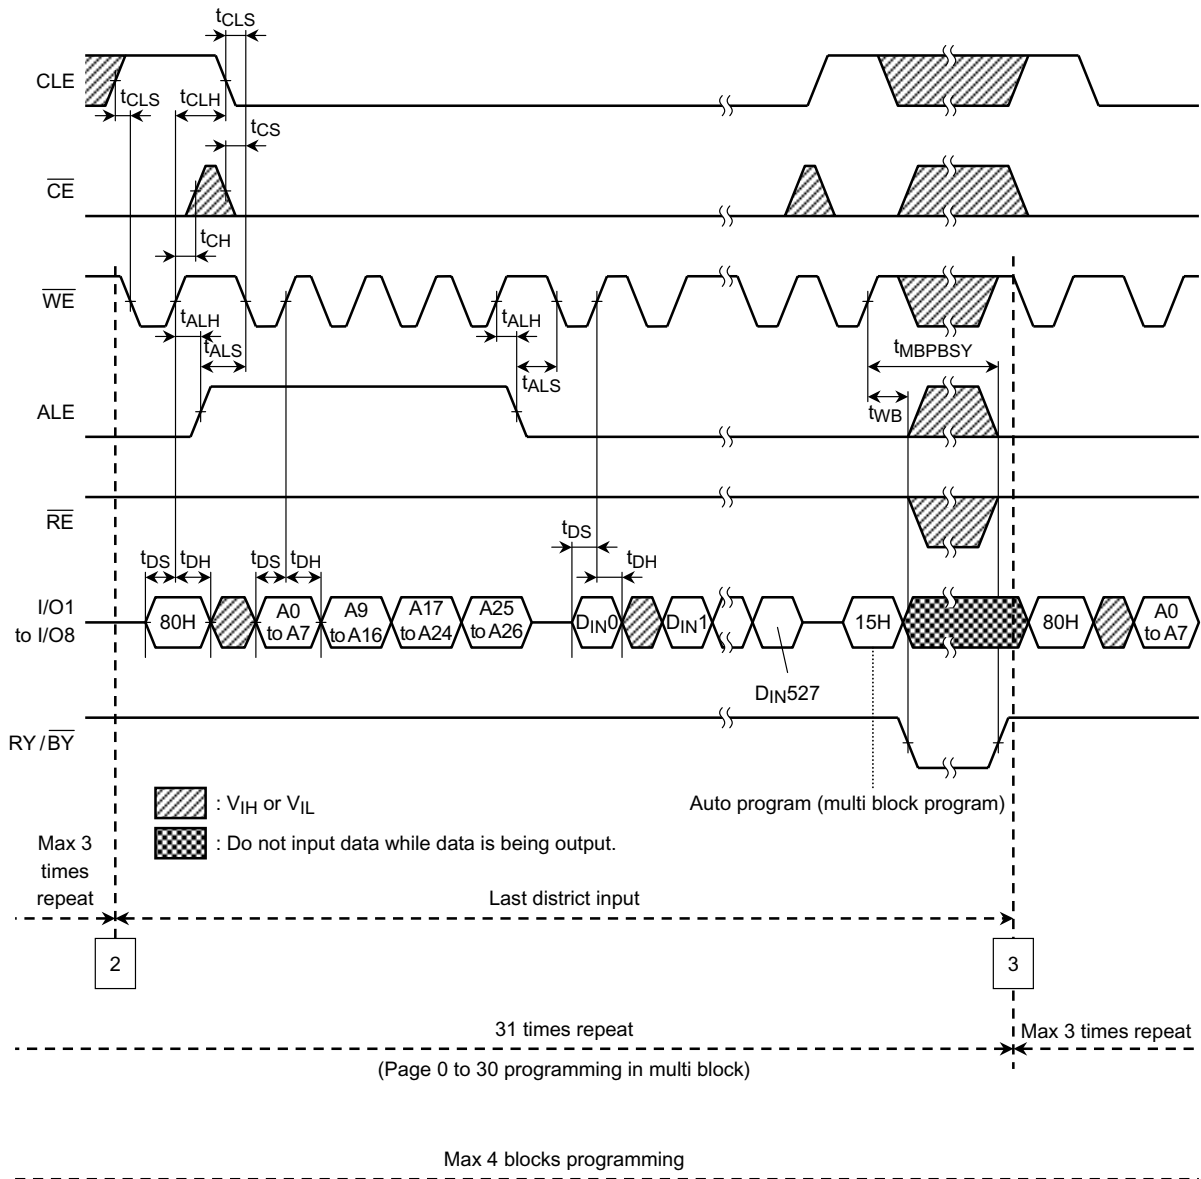 tCLS
CLE
tCLS
tCLH
tCS
CE
tCH
WE
tALH
tALH
tMBPBSY
tALS
tALS
ALE
tWB
RE
tDS
tDS
tDH
tDS
tDH
tDH
I/O1
to I/O8
80H
A0
to A7
A9
to A16
A17
to A24
A25
to A26
DIN0
DIN1
15H
80H
A0
to A7
DIN527
RY/BY
Auto program (multi block program)
: VIH or VIL
: Do not input data while data is being output.
Max 3
times
repeat
Last district input
2
3
31 times repeat
Max 3 times repeat
(Page 0 to 30 programming in multi block)
Max 4 blocks programming